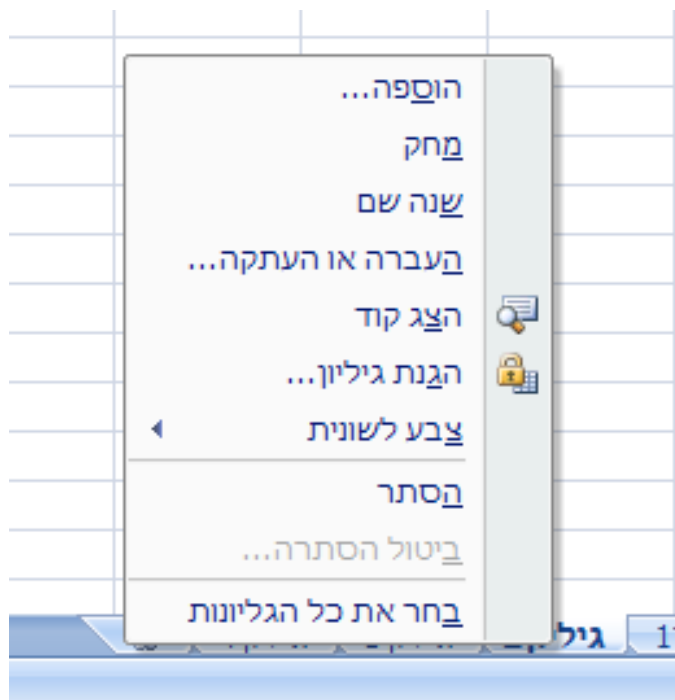 הוספה...
מחק
שנה שם
העברה או העתקה...
הצג קוד
הגנת גיליון...
צבע לשונית
הסתר
ביטול הסתרה...
בחר את כל הגליונות